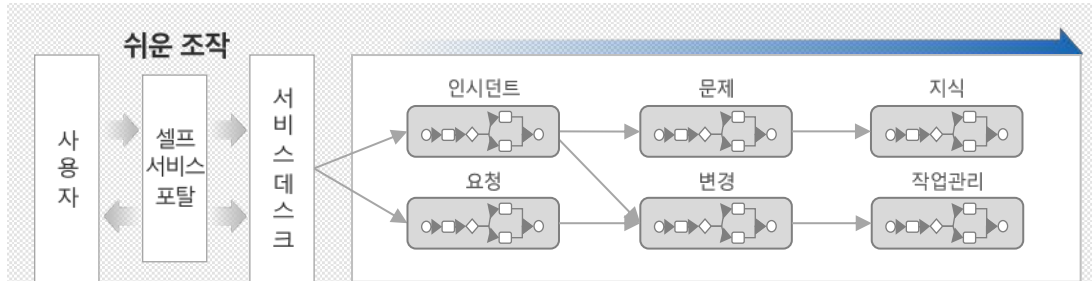 쉬운 조작
사용자
셀프
서비스
포탈
서비스데스크
인시던트
문제
지식
요청
변경
작업관리